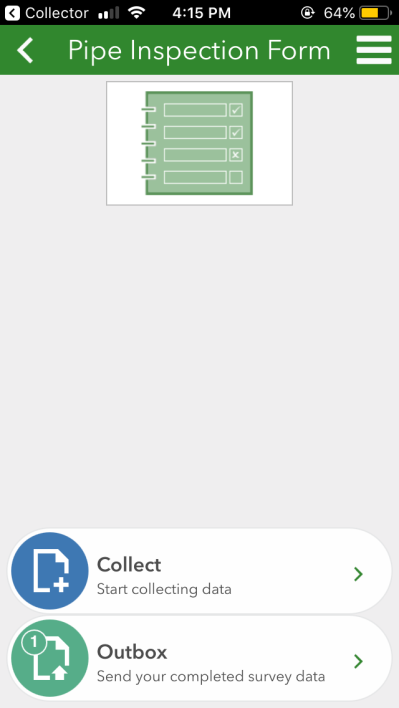 Collector 4:15 PM 64%
Pipe Inspection Form
Collect
Start collecting data
1
Outbox
Send your completed survey data